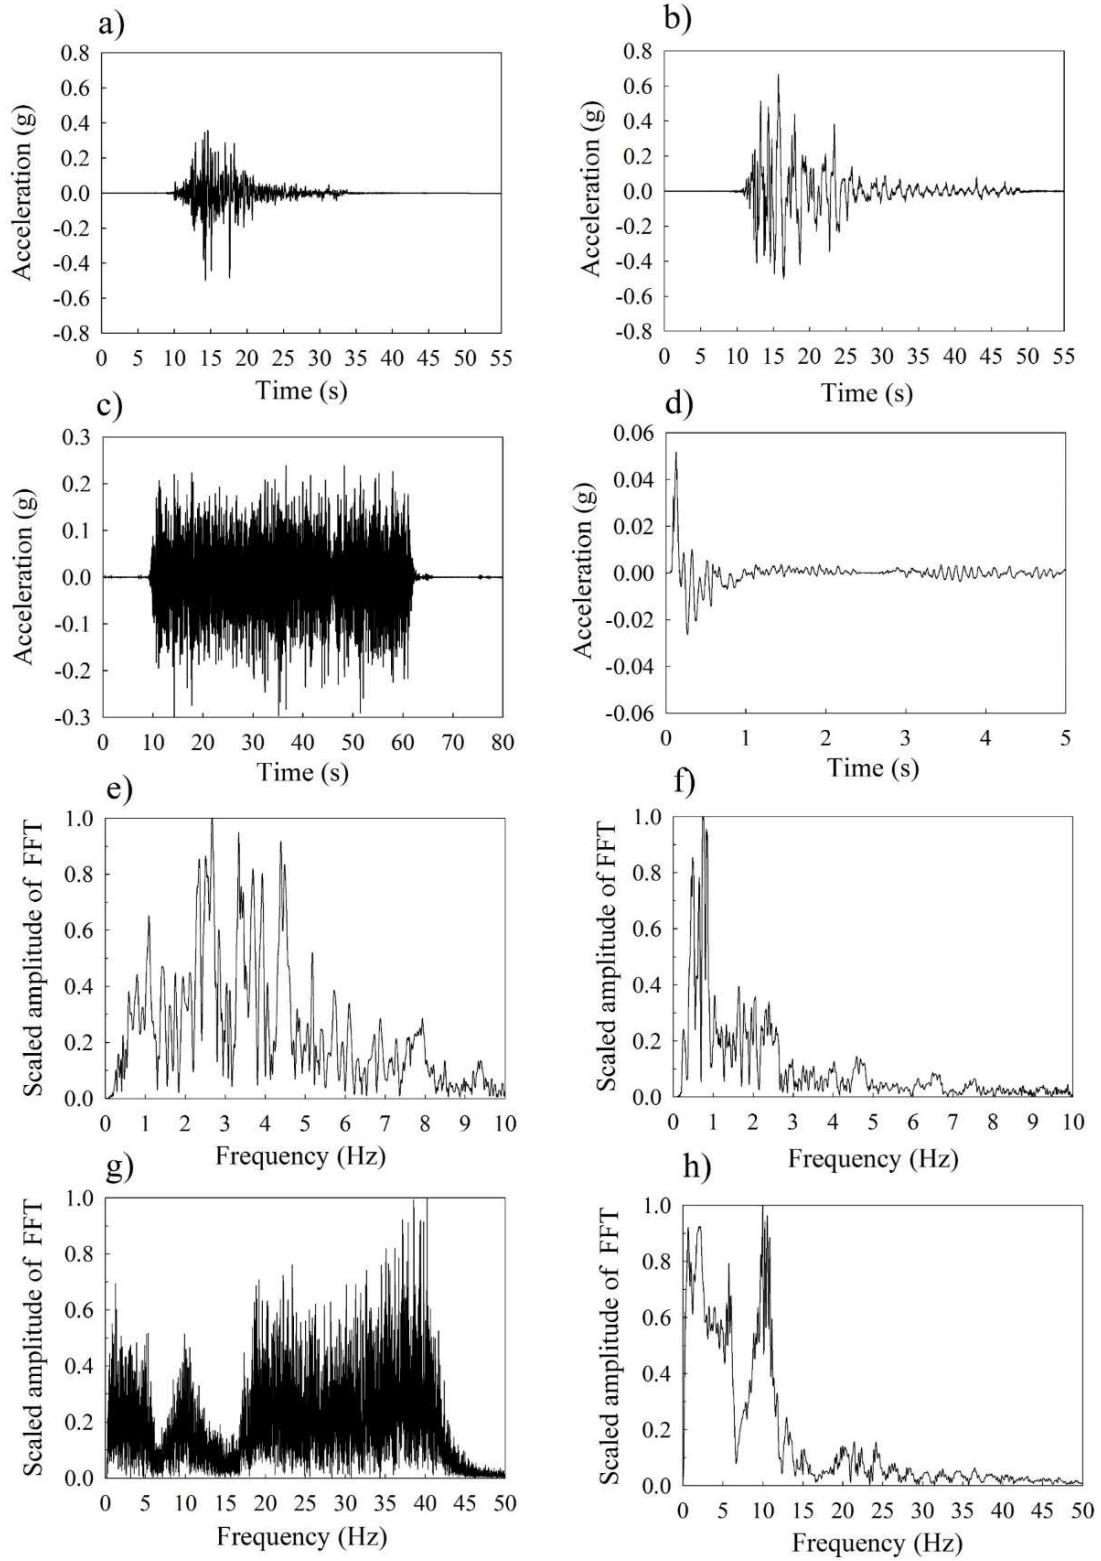 a)
Acceleration (g)
0.8
0.6
0.4
0.2
0.0
-0.2
-0.4
-0.6
-0.8
0 5 10 15 20 25 30 35 40 45 50 55
Time (s)
b)
Acceleration (g)
0.8
0.6
0.4
0.2
0.0
-0.2
-0.4
-0.6
-0.8
0 5 10 15 20 25 30 35 40 45 50 55
Time (s)
c)
Acceleration (g)
0.3
0.2
0.1
0.0
-0.1
-0.2
-0.3
0 10 20 30 40 50 60 70 80
Time (s)
d)
Acceleration (g)
0.06
0.04
0.02
0.00
-0.02
-0.04
-0.06
0 1 2 3 4 5
Time (s)
e)
Scaled amplitude of FFT
1.0
0.8
0.6
0.4
0.2
0.0
0 1 2 3 4 5 6 7 8 9 10
Frequency (Hz)
f)
Scaled amplitude of FFT
1.0
0.8
0.6
0.4
0.2
0.0
0 1 2 3 4 5 6 7 8 9 10
Frequency (Hz)
g)
Scaled amplitude of FFT
1.0
0.8
0.6
0.4
0.2
0.0
0 5 10 15 20 25 30 35 40 45 50
Frequency (Hz)
h)
Scaled amplitude of FFT
1.0
0.8
0.6
0.4
0.2
0.0
0 5 10 15 20 25 30 35 40 45 50
Frequency (Hz)